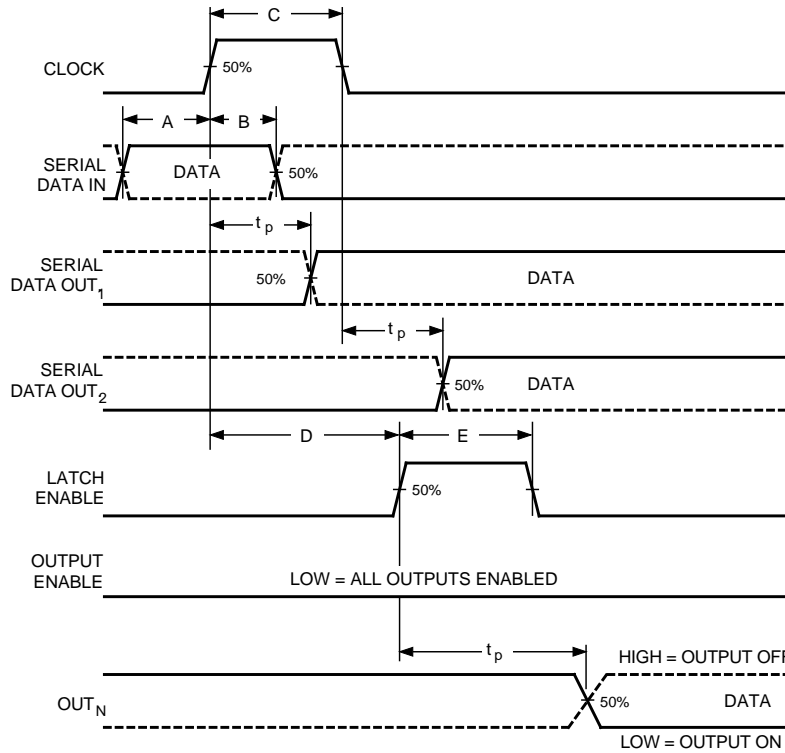 C
CLOCK
50%
A
B
SERIAL
DATA IN
DATA
50%
t p
SERIAL
DATA OUT1
50%
DATA
t p
SERIAL
DATA OUT2
50%
DATA
D
E
LATCH
ENABLE
50%
OUTPUT
ENABLE
LOW = ALL OUTPUTS ENABLED
t p
HIGH = OUTPUT OFF
OUTN
50%
DATA
LOW = OUTPUT ON